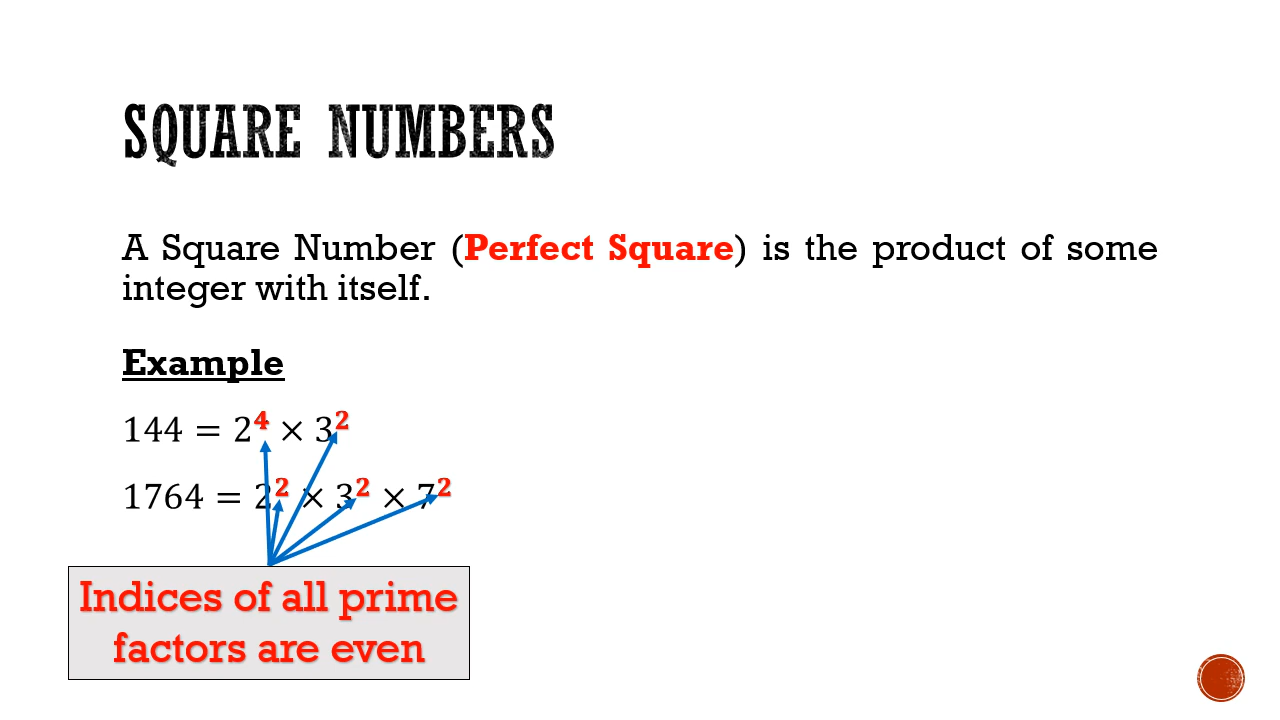 SQUARE NUMBERS
A Square Number (Perfect Square) is the product of some
integer with itself.
Example
144 = 2⁴ × 3²
1764 = 2² × 3² × 7²
Indices of all prime
factors are even